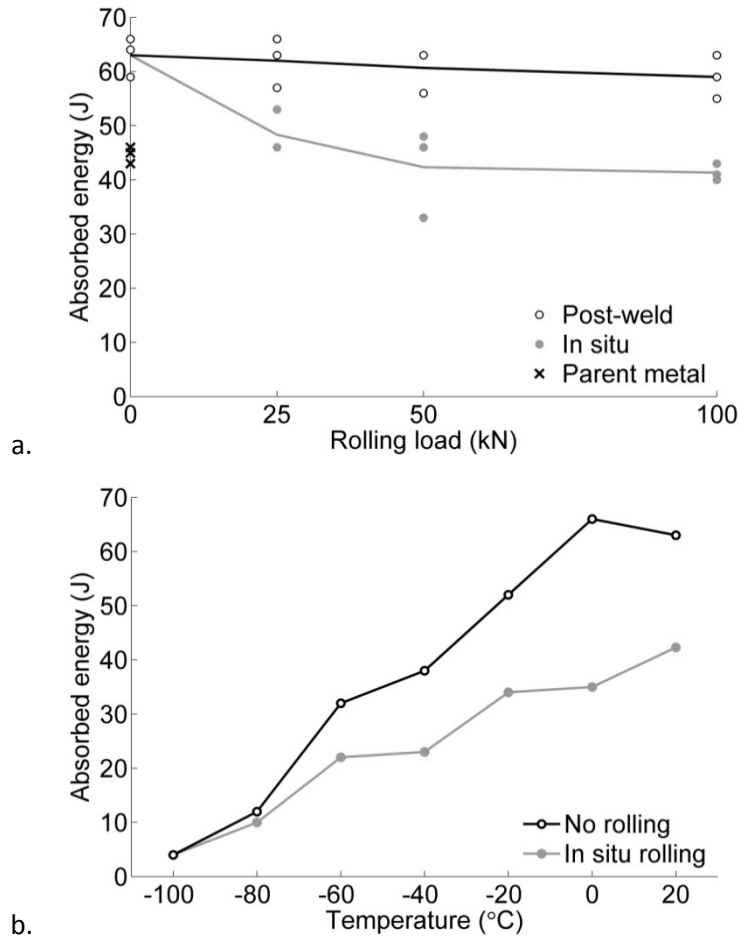 70
60
50
40
30
20
10
0
Absorbed energy (J)
Post-weld
In situ
Parent metal
0 25 50 100
Rolling load (kN)
a.
70
60
50
40
30
20
10
0
Absorbed energy (J)
No rolling
In situ rolling
-100 -80 -60 -40 -20 0 20
Temperature (°C)
b.